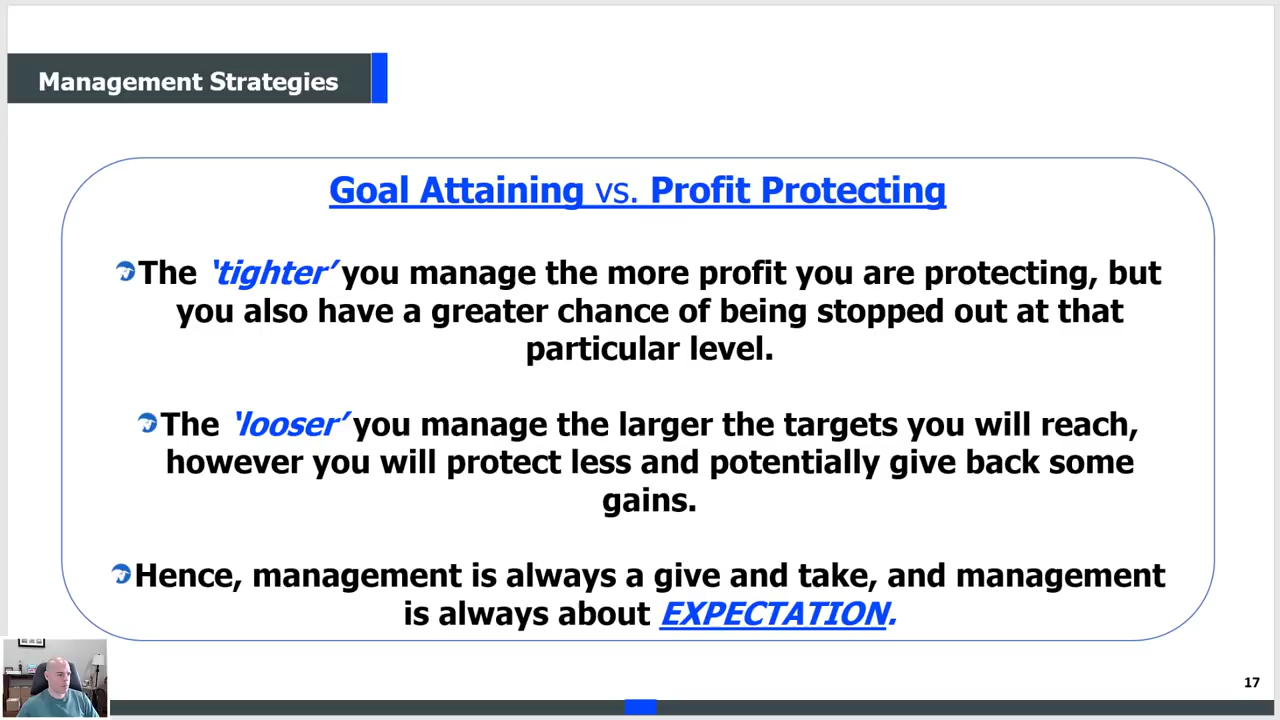 Management Strategies
Goal Attaining vs. Profit Protecting
The ‘tighter’ you manage the more profit you are protecting, but
you also have a greater chance of being stopped out at that
particular level.
The ‘looser’ you manage the larger the targets you will reach,
however you will protect less and potentially give back some
gains.
Hence, management is always a give and take, and management
is always about EXPECTATION.
17